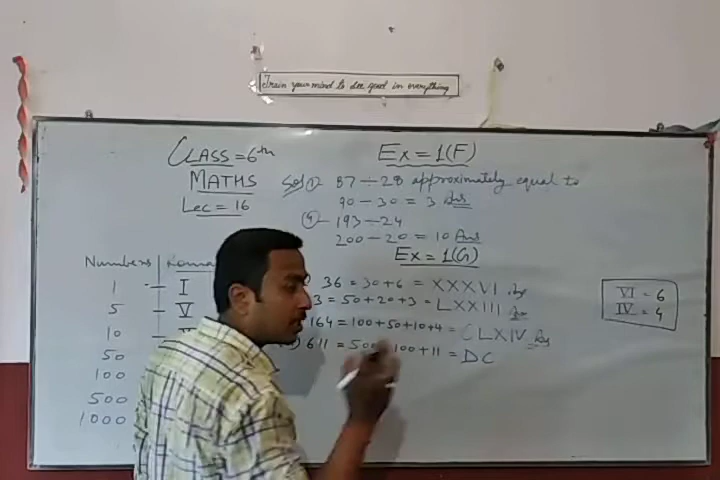 Train your mind to see good in everything
CLASS = 6th
MATHS
Lec = 16
Ex = 1(F)
Sol 1) 87 ÷ 28 approximately equal to
90 ÷ 30 = 3 Ans
4) 193 ÷ 24
200 ÷ 20 = 10 Ans
Ex = 1(G)
36 = 30+6 = XXXVI Ans
3 = 50+20+3 = LXXIII Ans
164 = 100+50+10+4 = CLXIV Ans
611 = 500 100+11 = DC
Numbers Roman
1 – I
5 – V
10
50
100
500
1000
VI = 6
IV = 4